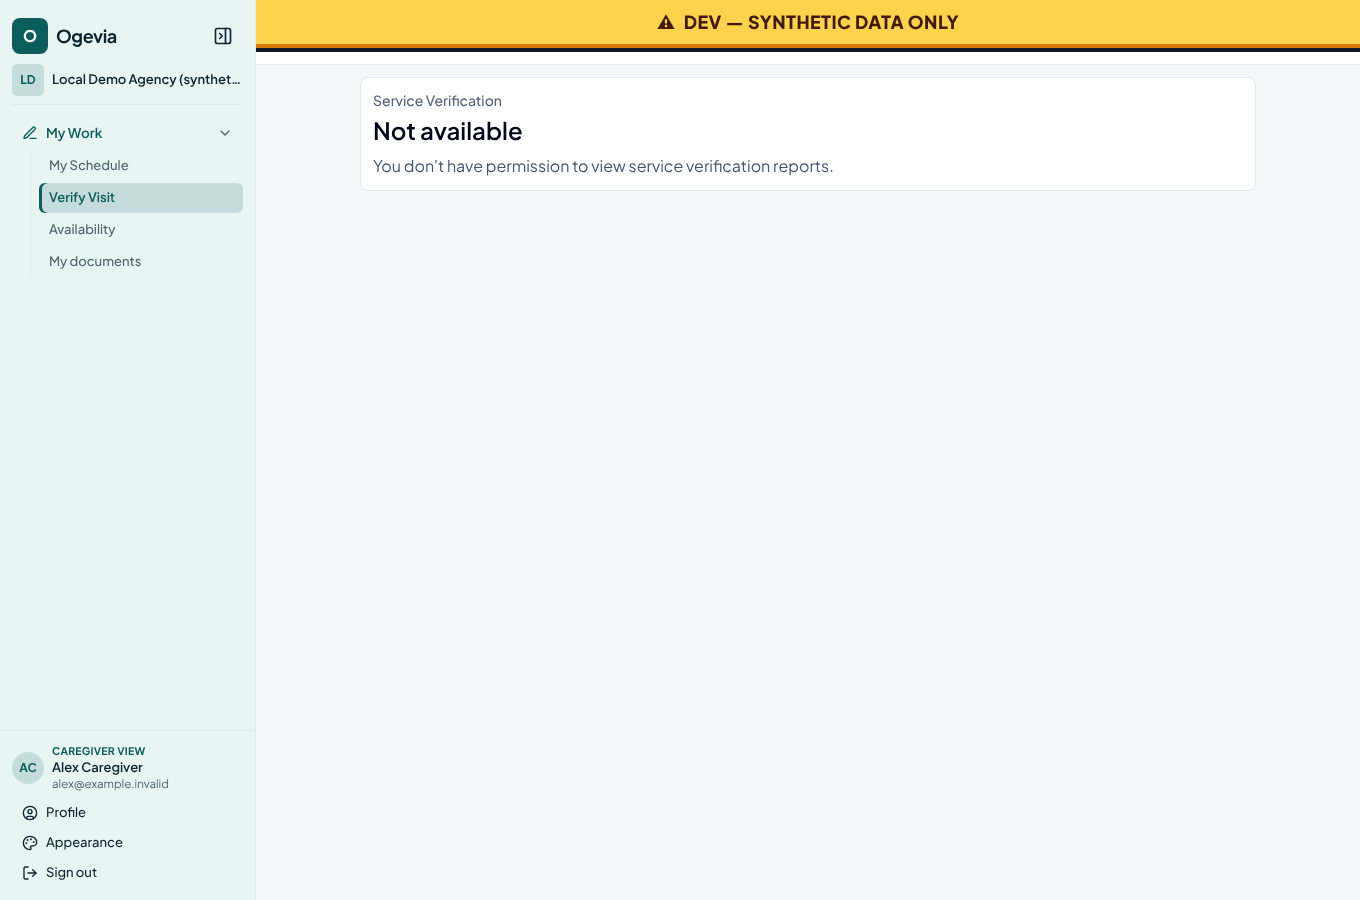 O Ogevia
LD Local Demo Agency (synthet…
My Work
My Schedule
Verify Visit
Availability
My documents
⚠ DEV — SYNTHETIC DATA ONLY
Service Verification
Not available
You don't have permission to view service verification reports.
CAREGIVER VIEW
AC Alex Caregiver
alex@example.invalid
Profile
Appearance
Sign out